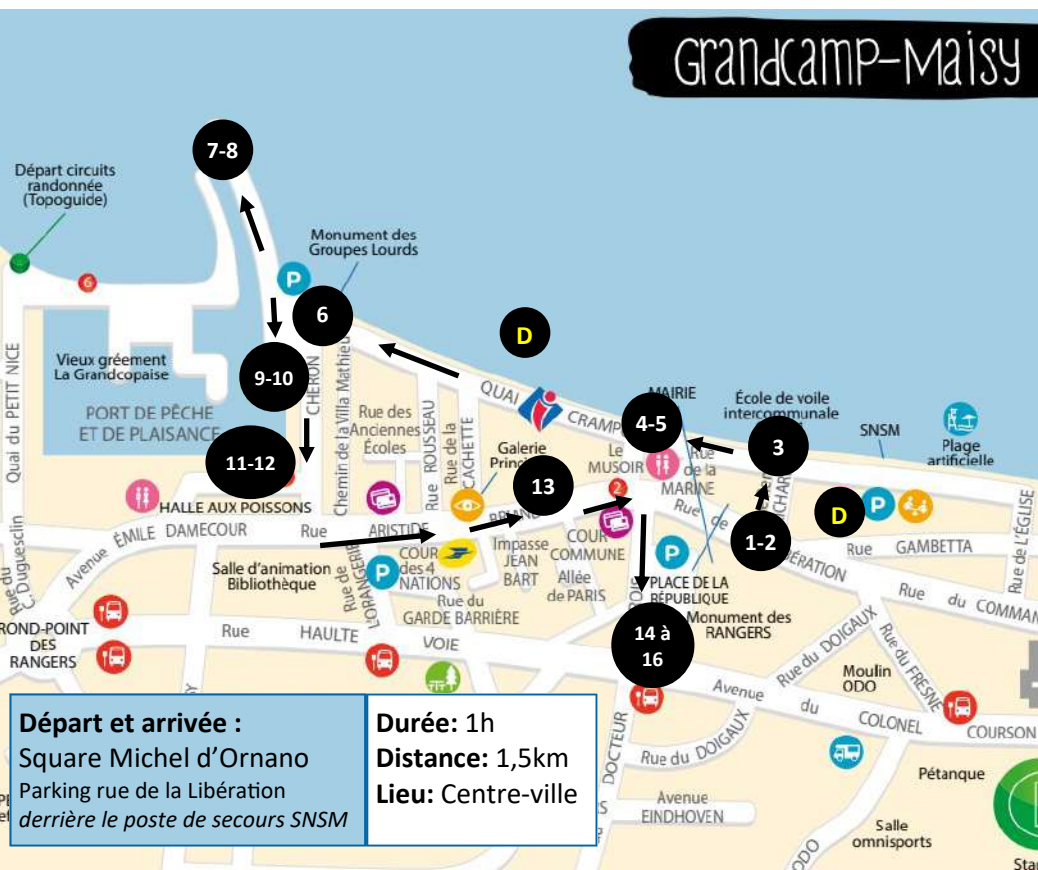 Grandcamp-Maisy
7-8
Départ circuits
randonnée
(Topoguide)
Monument des
Groupes Lourds
P
6
6
D
Vieux gréement
La Grandcopaise
9-10
PORT DE PÊCHE
ET DE PLAISANCE
Quai du PETIT NICE
CHERON
Chemin de la Villa Mathieu
QUAI
CRAMP
MAIRIE
École de voile
intercommunale
SNSM
Plage
artificielle
4-5
3
Rue des
Anciennes
Écoles
Rue ROUSSEAU
Rue de la
CACHETTE
Galerie
Le
MUSOIR
Rue
de la
MARINE
11-12
13
2
HALLE AUX POISSONS
D
P
Rue de
1-2
Rue GAMBETTA
Rue de l'ÉGLISE
Avenue ÉMILE DAMECOUR
Rue ARISTIDE
Rue du
C. Duguesclin
Salle d'animation
Bibliothèque
Rue de
L'ORANGERIE
P
COUR
des 4
NATIONS
Impasse
JEAN
BART
COUR
COMMUNE
Allée
de PARIS
P
PLACE DE LA
RÉPUBLIQUE
Rue du
Rue du
GARDE BARRIÈRE
Monument des
RANGERS
ROND-POINT
DES
RANGERS
Rue HAULTE VOIE
14 à
16
Rue du DOIGAUX
Rue du FRESNE
Moulin
ODO
Avenue du COLONEL
COURSON
DOCTEUR
Rue du DOIGAUX
Pétanque
Avenue
EINDHOVEN
Salle
omnisports
ODO
Départ et arrivée :
Square Michel d'Ornano
Parking rue de la Libération
derrière le poste de secours SNSM
Durée: 1h
Distance: 1,5km
Lieu: Centre-ville